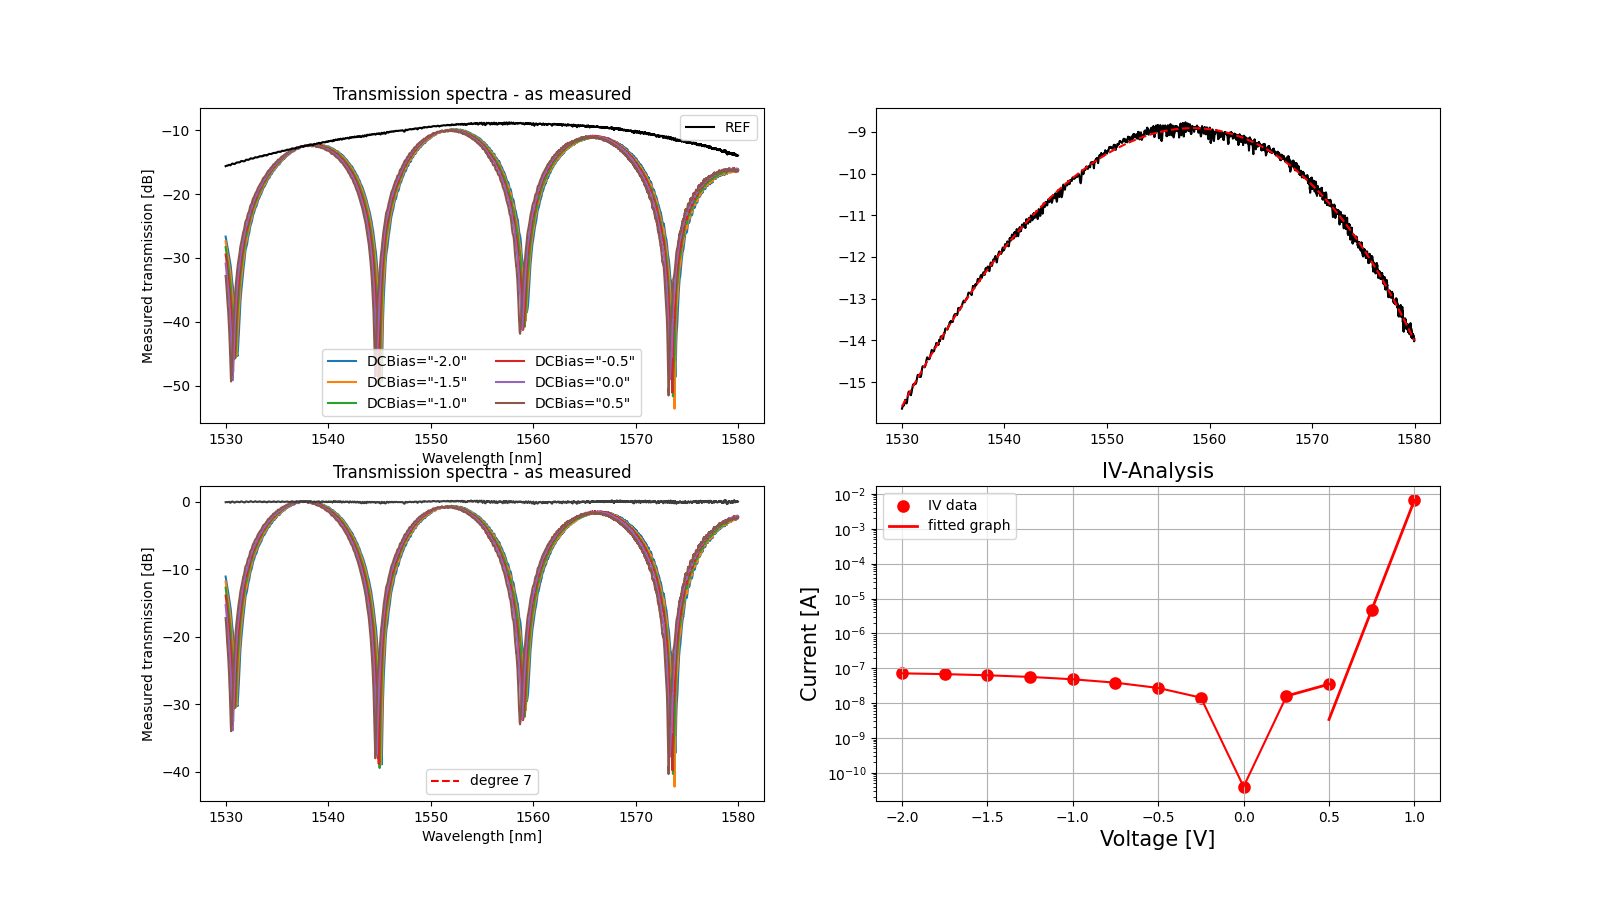 Transmission spectra - as measured
Measured transmission [dB]
−10
−20
−30
−40
−50
REF
DCBias="-2.0"
DCBias="-1.5"
DCBias="-1.0"
DCBias="-0.5"
DCBias="0.0"
DCBias="0.5"
1530 1540 1550 1560 1570 1580
Wavelength [nm]
−9
−10
−11
−12
−13
−14
−15
1530 1540 1550 1560 1570 1580
Transmission spectra - as measured
Measured transmission [dB]
0
−10
−20
−30
−40
degree 7
1530 1540 1550 1560 1570 1580
Wavelength [nm]
IV-Analysis
Current [A]
10⁻²
10⁻³
10⁻⁴
10⁻⁵
10⁻⁶
10⁻⁷
10⁻⁸
10⁻⁹
10⁻¹⁰
IV data
fitted graph
−2.0 −1.5 −1.0 −0.5 0.0 0.5 1.0
Voltage [V]